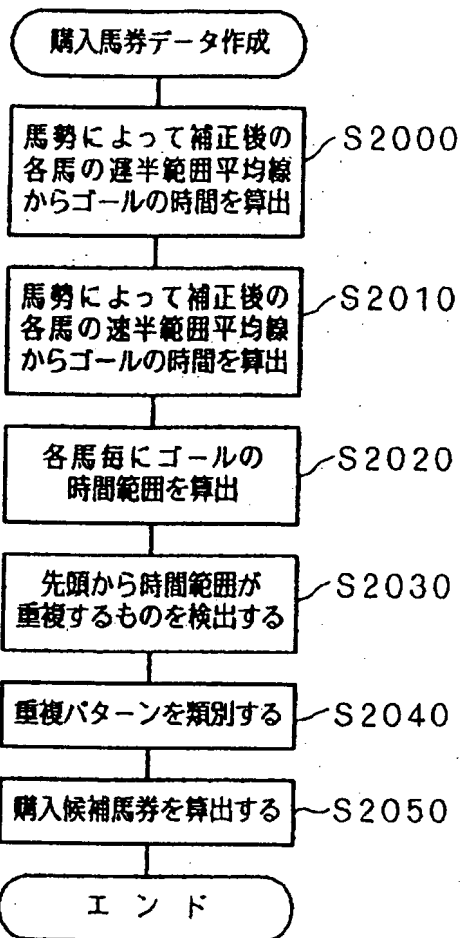 購入馬券データ作成
馬勢によって補正後の
各馬の遅半範囲平均線
からゴールの時間を算出
S2000
馬勢によって補正後の
各馬の速半範囲平均線
からゴールの時間を算出
S2010
各馬毎にゴールの
時間範囲を算出
S2020
先頭から時間範囲が
重複するものを検出する
S2030
重複パターンを類別する
S2040
購入候補馬券を算出する
S2050
エンド